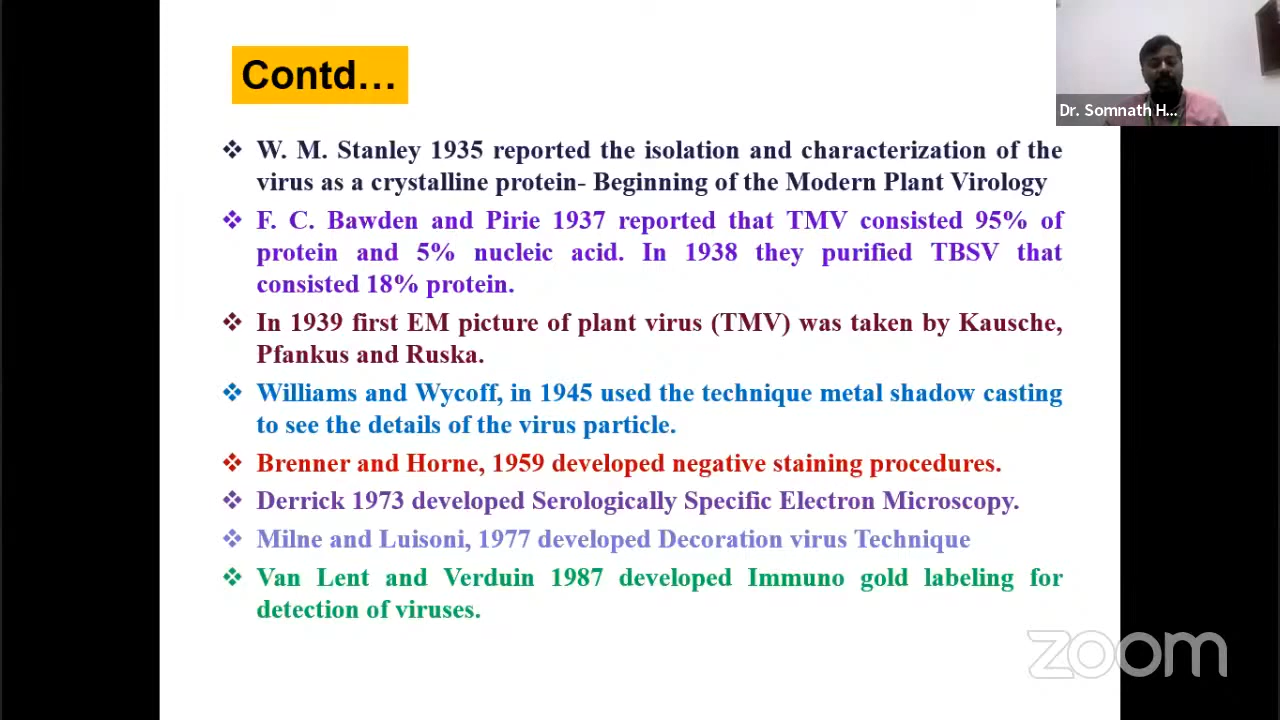 Contd...
Dr. Somnath H...
❖ W. M. Stanley 1935 reported the isolation and characterization of the
virus as a crystalline protein- Beginning of the Modern Plant Virology
❖ F. C. Bawden and Pirie 1937 reported that TMV consisted 95% of
protein and 5% nucleic acid. In 1938 they purified TBSV that
consisted 18% protein.
❖ In 1939 first EM picture of plant virus (TMV) was taken by Kausche,
Pfankus and Ruska.
❖ Williams and Wycoff, in 1945 used the technique metal shadow casting
to see the details of the virus particle.
❖ Brenner and Horne, 1959 developed negative staining procedures.
❖ Derrick 1973 developed Serologically Specific Electron Microscopy.
❖ Milne and Luisoni, 1977 developed Decoration virus Technique
❖ Van Lent and Verduin 1987 developed Immuno gold labeling for
detection of viruses.
zoom